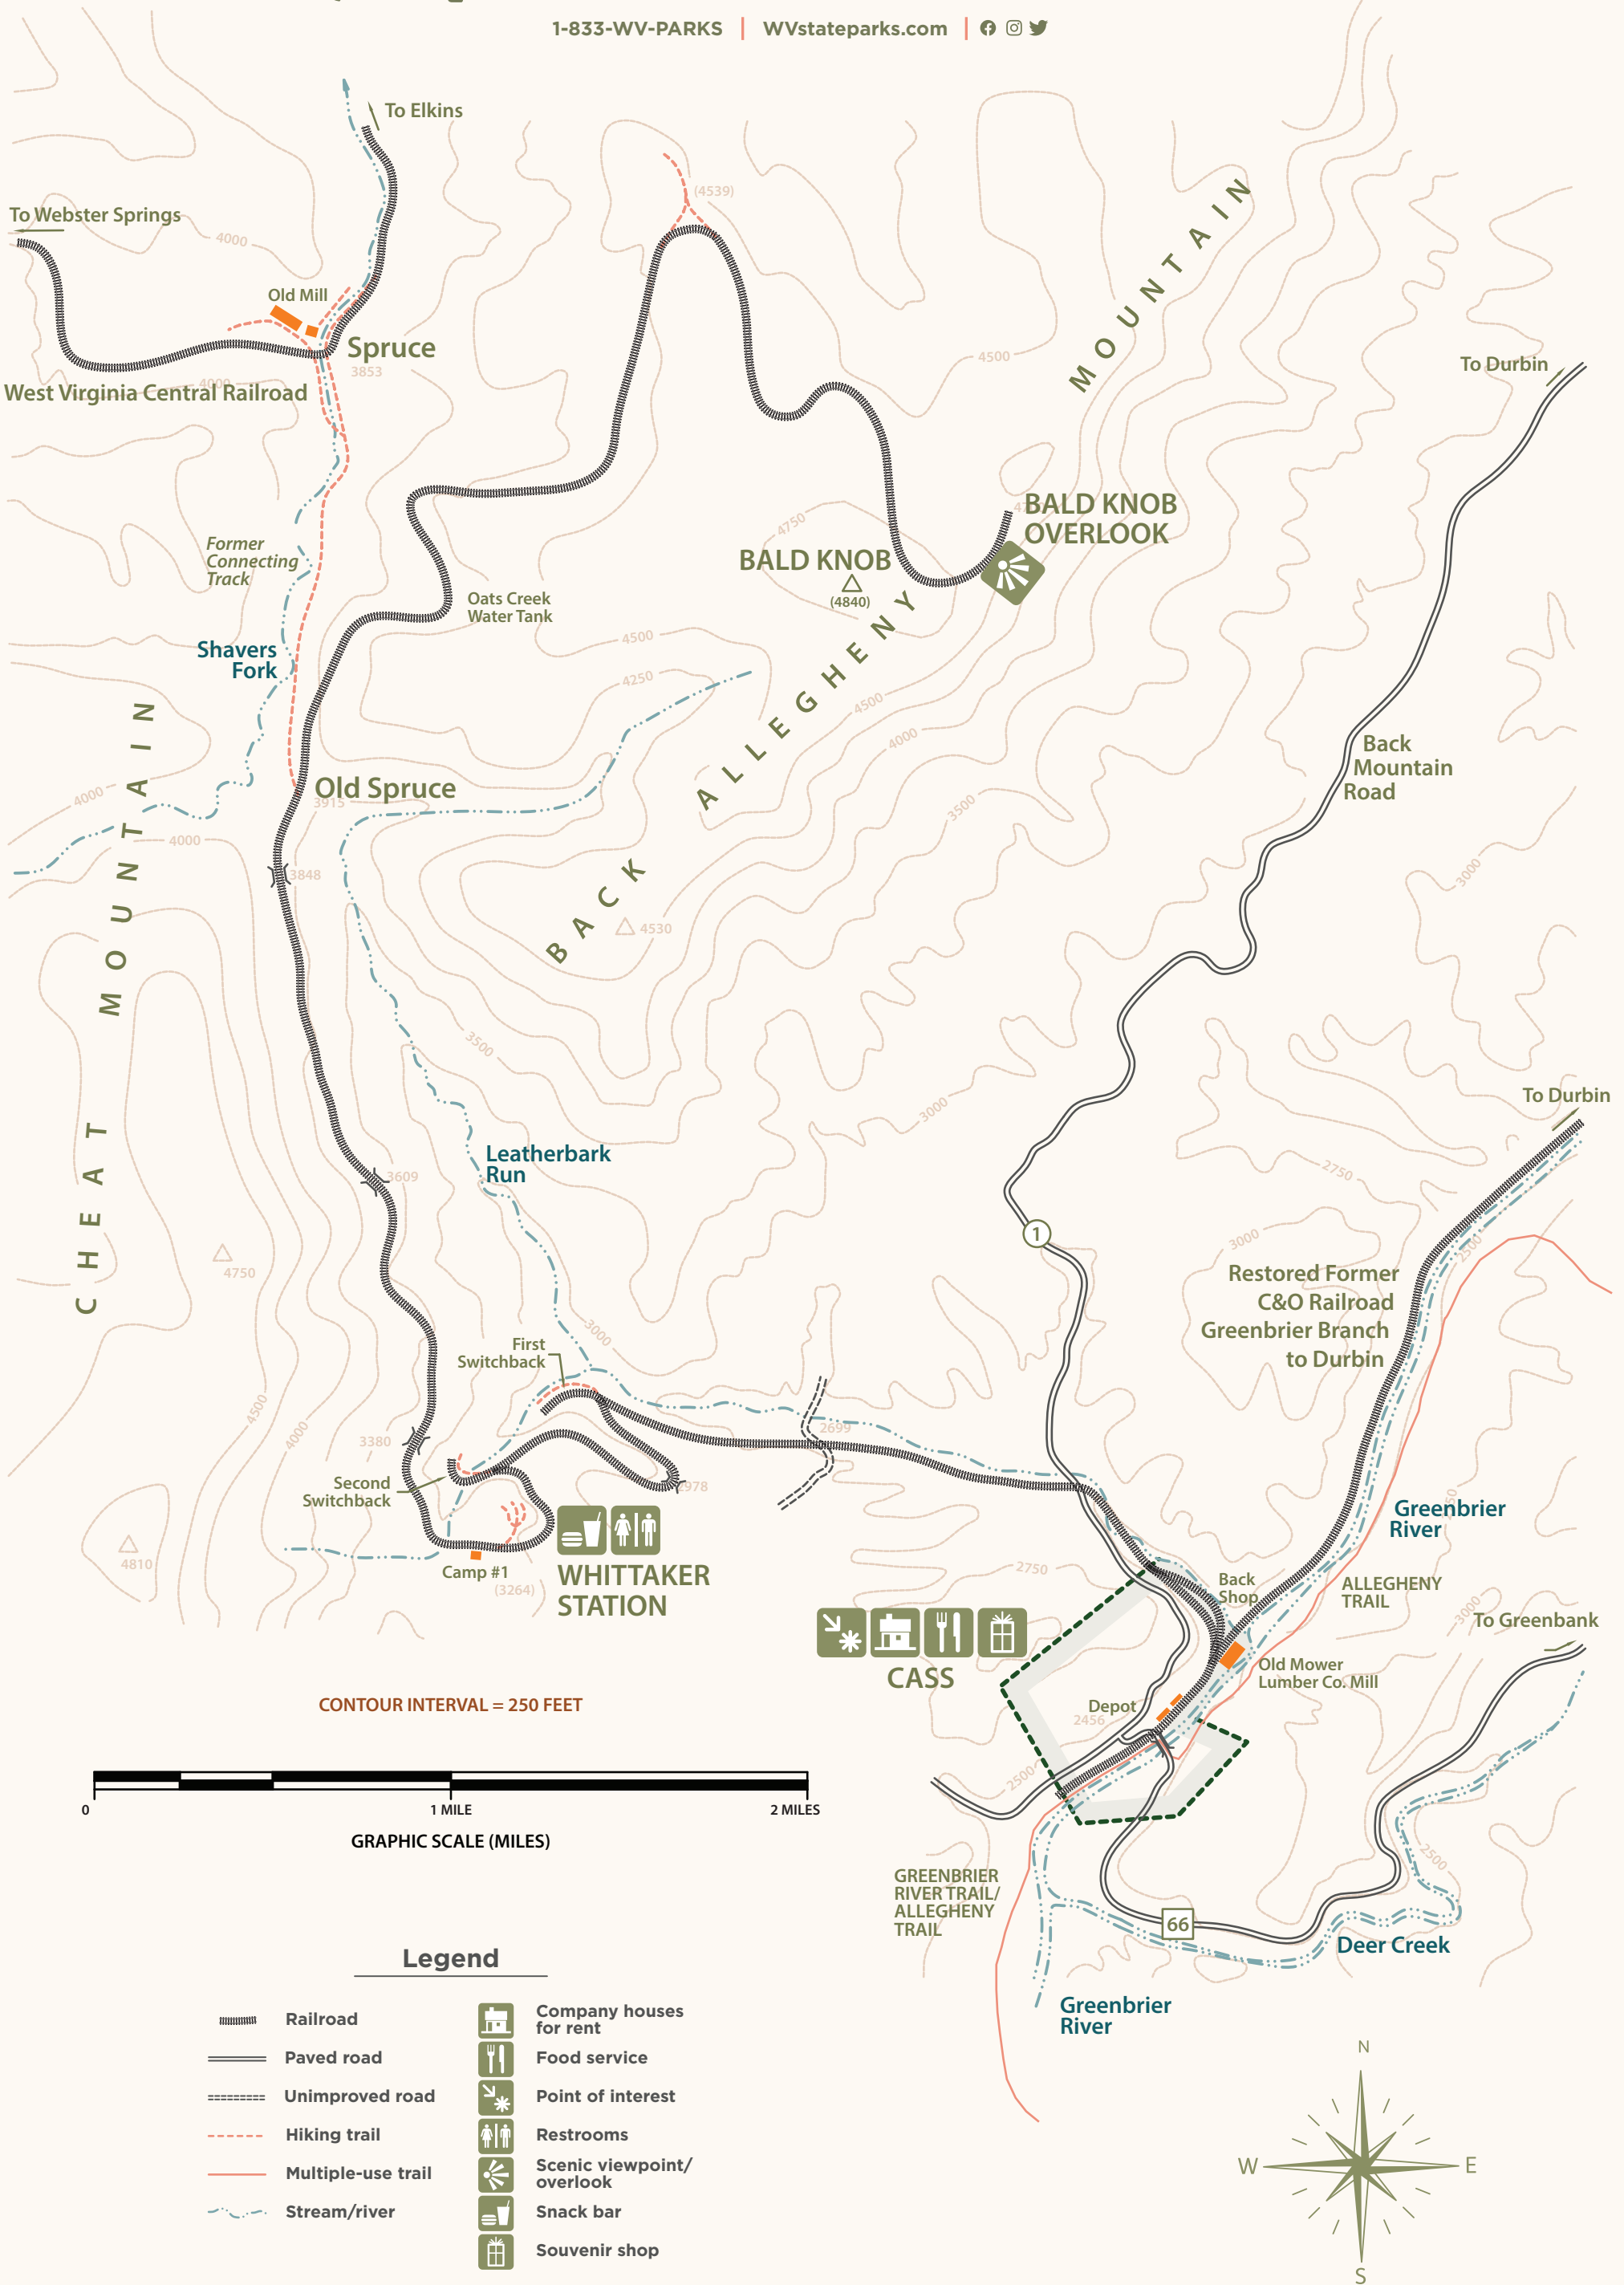 1-833-WV-PARKS | WVstateparks.com |
To Elkins
To Webster Springs
4000
(4539)
Old Mill
Spruce
3853
4000
West Virginia Central Railroad
4500
MOUNTAIN
To Durbin
BALD KNOB
OVERLOOK
4750
BALD KNOB
(4840)
Former
Connecting
Track
Oats Creek
Water Tank
Shavers
Fork
4500
4250
ALLEGHENY
4500
4000
3500
BACK
4530
Back
Mountain
Road
Old Spruce
3915
4000
4000
3848
CHEAT MOUNTAIN
3000
3500
3000
To Durbin
Leatherbark
Run
3609
2750
1
3000
2500
4750
Restored Former
C&O Railroad
Greenbrier Branch
to Durbin
First
Switchback
3000
4500
4000
3380
2699
Second
Switchback
2978
Greenbrier
River
4810
Camp #1
(3264)
WHITTAKER
STATION
2750
Back
Shop
ALLEGHENY
TRAIL
3000
To Greenbank
CASS
Old Mower
Lumber Co. Mill
Depot
2456
2500
CONTOUR INTERVAL = 250 FEET
0
1 MILE
2 MILES
GRAPHIC SCALE (MILES)
GREENBRIER
RIVER TRAIL/
ALLEGHENY
TRAIL
2500
66
Deer Creek
Greenbrier
River
Legend
Railroad
Paved road
Unimproved road
Hiking trail
Multiple-use trail
Stream/river
Company houses
for rent
Food service
Point of interest
Restrooms
Scenic viewpoint/
overlook
Snack bar
Souvenir shop
N
W
E
S